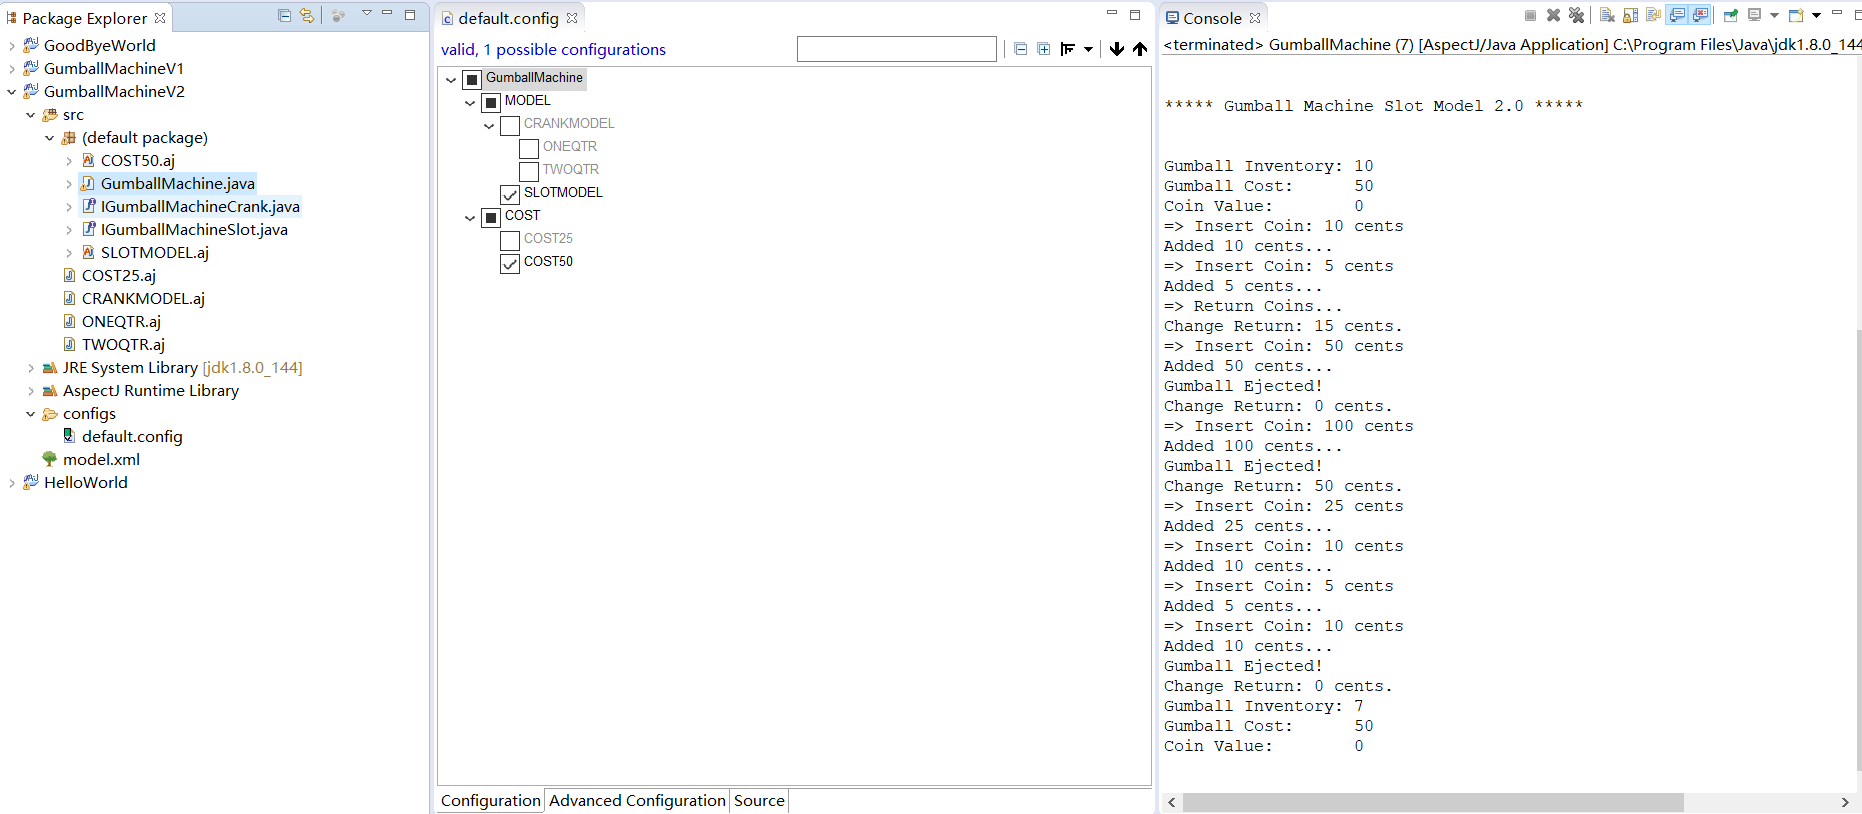 Package Explorer
GoodByeWorld
GumballMachineV1
GumballMachineV2
src
(default package)
COST50.aj
GumballMachine.java
IGumballMachineCrank.java
IGumballMachineSlot.java
SLOTMODEL.aj
COST25.aj
CRANKMODEL.aj
ONEQTR.aj
TWOQTR.aj
JRE System Library [jdk1.8.0_144]
AspectJ Runtime Library
configs
default.config
model.xml
HelloWorld
default.config
valid, 1 possible configurations
GumballMachine
MODEL
CRANKMODEL
ONEQTR
TWOQTR
SLOTMODEL
COST
COST25
COST50
Configuration Advanced Configuration Source
Console
<terminated> GumballMachine (7) [AspectJ/Java Application] C:\Program Files\Java\jdk1.8.0_144
***** Gumball Machine Slot Model 2.0 *****
Gumball Inventory: 10
Gumball Cost: 50
Coin Value: 0
=> Insert Coin: 10 cents
Added 10 cents...
=> Insert Coin: 5 cents
Added 5 cents...
=> Return Coins...
Change Return: 15 cents.
=> Insert Coin: 50 cents
Added 50 cents...
Gumball Ejected!
Change Return: 0 cents.
=> Insert Coin: 100 cents
Added 100 cents...
Gumball Ejected!
Change Return: 50 cents.
=> Insert Coin: 25 cents
Added 25 cents...
=> Insert Coin: 10 cents
Added 10 cents...
=> Insert Coin: 5 cents
Added 5 cents...
=> Insert Coin: 10 cents
Added 10 cents...
Gumball Ejected!
Change Return: 0 cents.
Gumball Inventory: 7
Gumball Cost: 50
Coin Value: 0